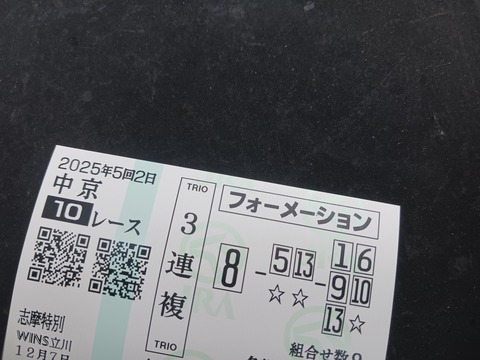 2025年5回2日
中京
10レース
志摩特別
WINS立川
12月7
TRIO
3連複
TRIO
フォーメーション
8-5 13-1 6
☆☆ 9 10
13☆
組合せ数